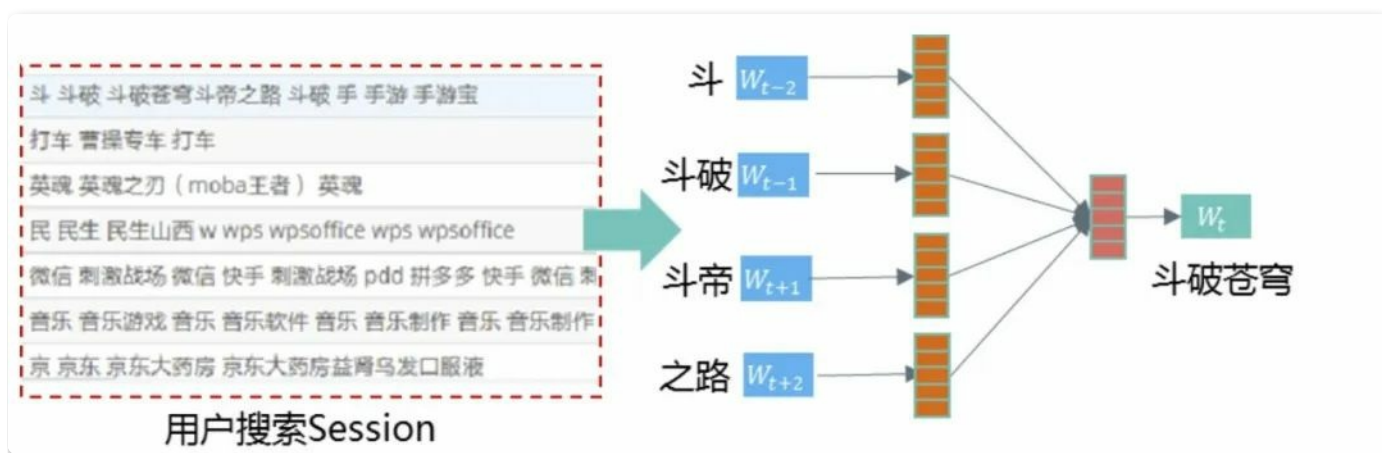 斗 斗破 斗破苍穹斗帝之路 斗破 手 手游 手游宝
打车 曹操专车 打车
英魂 英魂之刃（moba王者） 英魂
民 民生 民生山西 w wps wpsoffice wps wpsoffice
微信 刺激战场 微信 快手 刺激战场 pdd 拼多多 快手 微信 刺
音乐 音乐游戏 音乐 音乐软件 音乐 音乐制作 音乐 音乐制作
京 京东 京东大药房 京东大药房益肾乌发口服液
用户搜索Session
斗 W_{t-2}
斗破 W_{t-1}
斗帝 W_{t+1}
之路 W_{t+2}
W_t
斗破苍穹